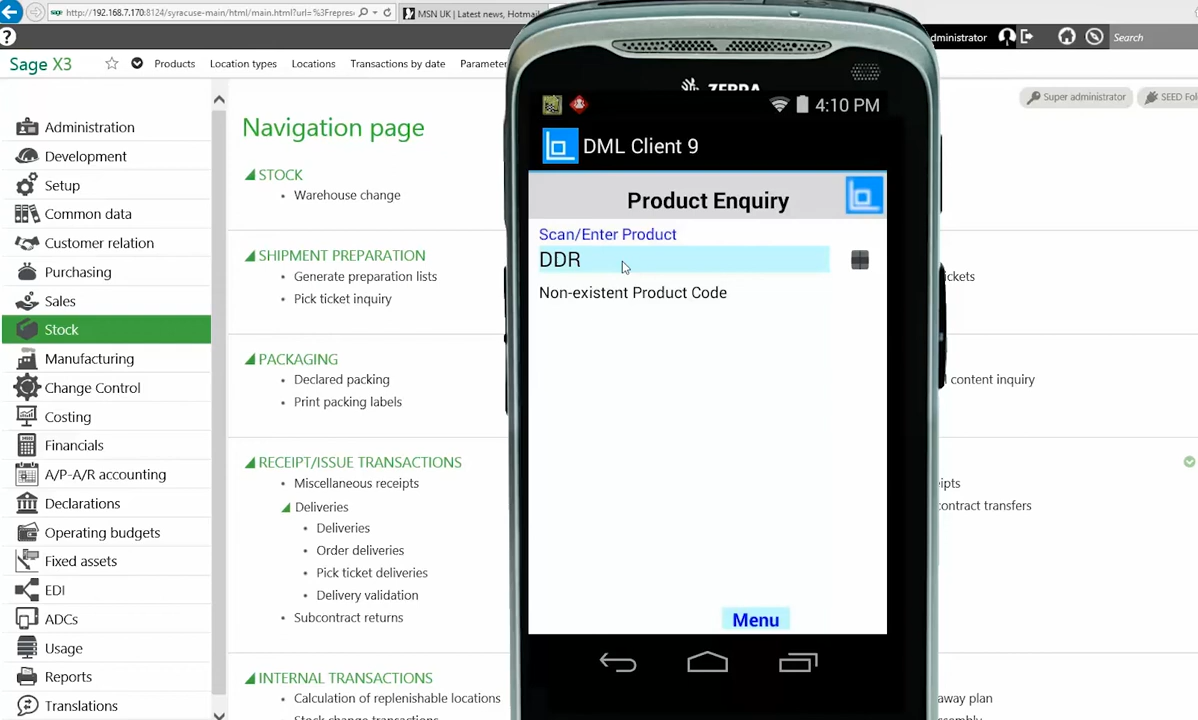 http://192.168.7.170:8124/syracuse-main/html/main.html?url=%3Frepres
MSN UK | Latest news, Hotmail
?
administrator
Search
Sage X3
Products
Location types
Locations
Transactions by date
Parameter
Super administrator
SEED Fol
Administration
Development
Setup
Common data
Customer relation
Purchasing
Sales
Stock
Manufacturing
Change Control
Costing
Financials
A/P-A/R accounting
Declarations
Operating budgets
Fixed assets
EDI
ADCs
Usage
Reports
Translations
Navigation page
STOCK
Warehouse change
SHIPMENT PREPARATION
Generate preparation lists
Pick ticket inquiry
PACKAGING
Declared packing
Print packing labels
RECEIPT/ISSUE TRANSACTIONS
Miscellaneous receipts
Deliveries
Deliveries
Order deliveries
Pick ticket deliveries
Delivery validation
Subcontract returns
INTERNAL TRANSACTIONS
Calculation of replenishable locations
Stock change transactions
ZEBRA
4:10 PM
DML Client 9
Product Enquiry
Scan/Enter Product
DDR
Non-existent Product Code
Menu
ckets
content inquiry
ipts
contract transfers
away plan